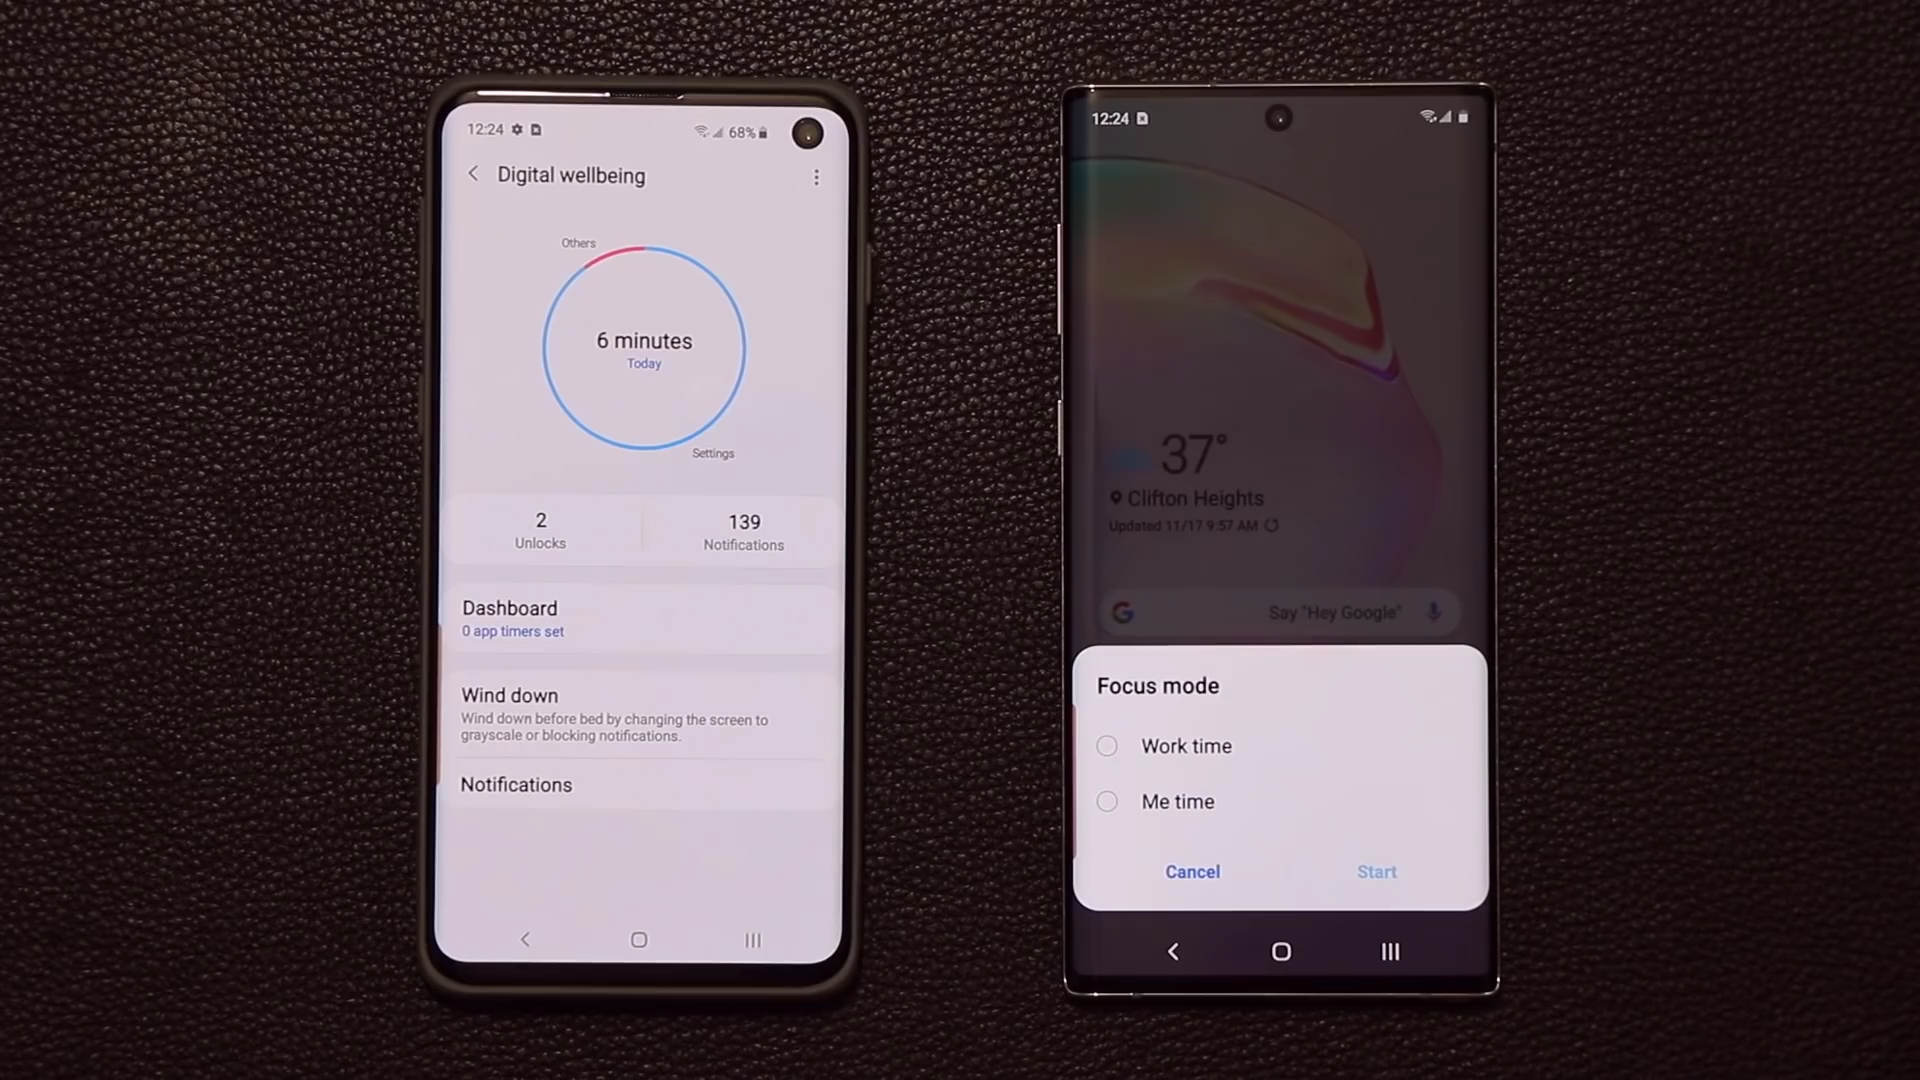 12:24
68%
Digital wellbeing
Others
6 minutes
Today
Settings
2
Unlocks
139
Notifications
Dashboard
0 app timers set
Wind down
Wind down before bed by changing the screen to
grayscale or blocking notifications.
Notifications
12:24
37°
Clifton Heights
Updated 11/17 9:57 AM
G
Say "Hey Google"
Focus mode
Work time
Me time
Cancel
Start